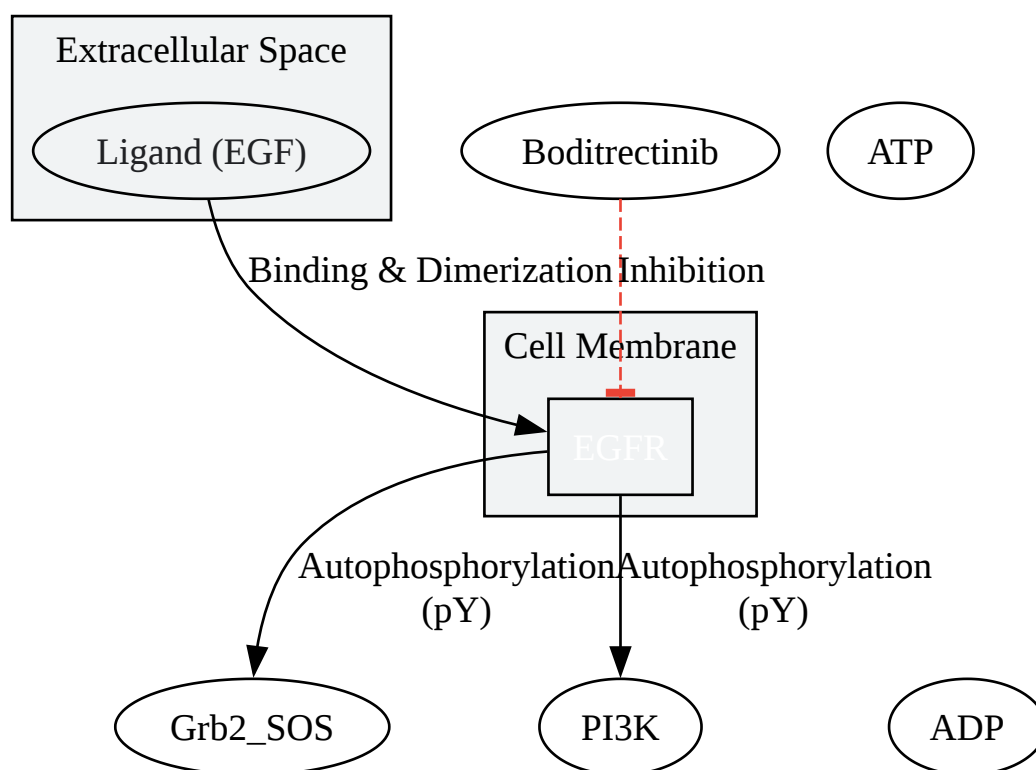 Extracellular Space
Ligand (EGF)
Boditrectinib
ATP
Binding & Dimerization
Inhibition
Cell Membrane
EGFR
Autophosphorylation
(pY)
Autophosphorylation
(pY)
Grb2_SOS
PI3K
ADP